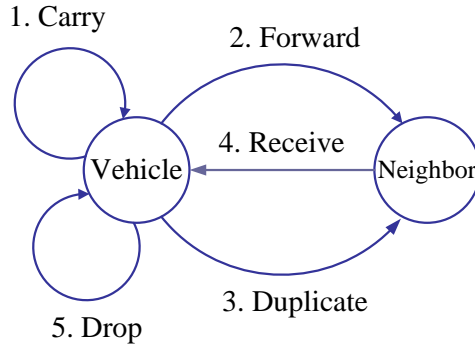 1. Carry
2. Forward
4. Receive
Vehicle
Neighbor
3. Duplicate
5. Drop